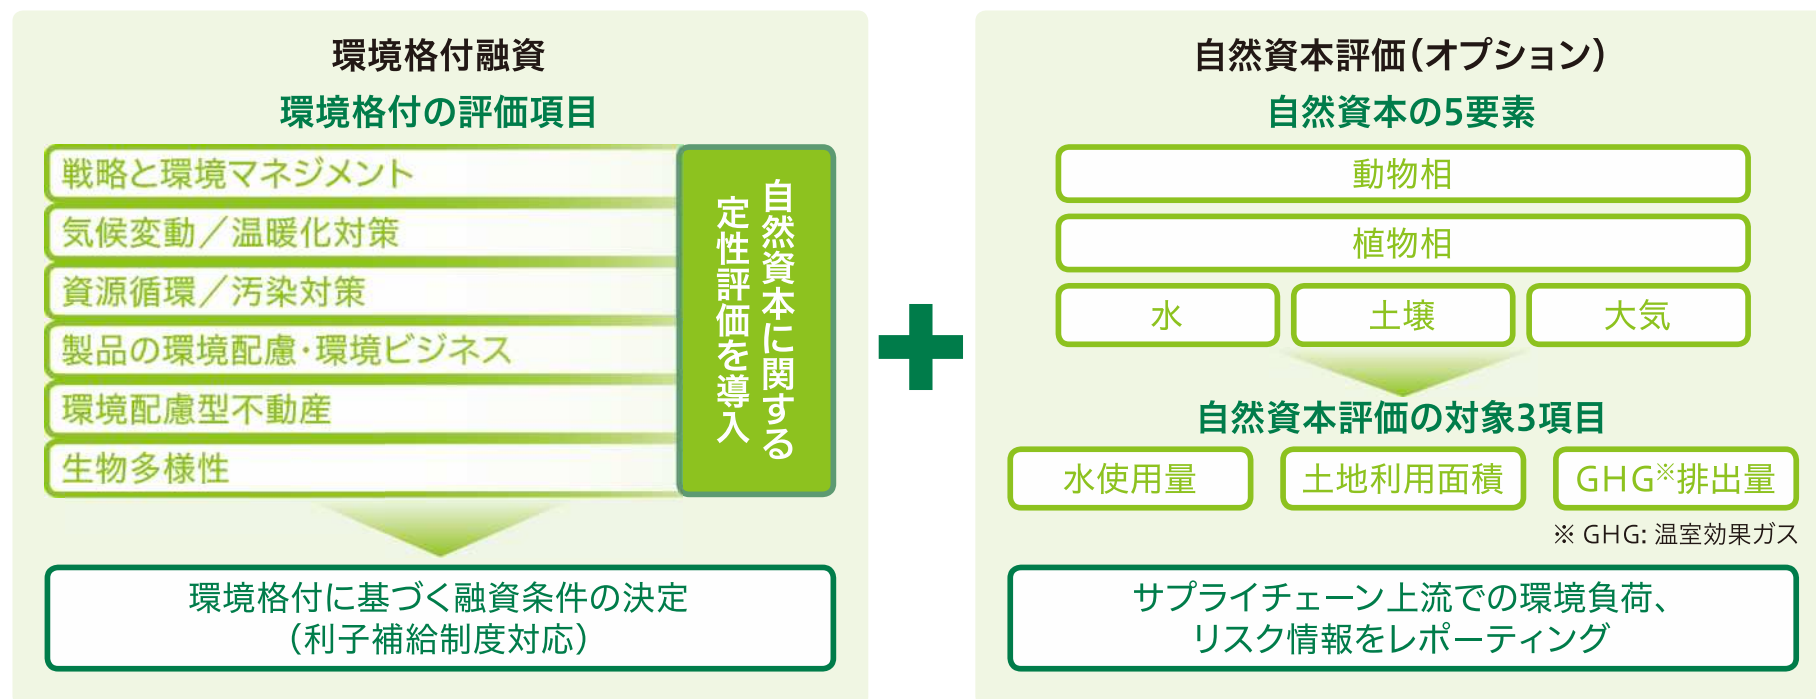 環境格付融資
環境格付の評価項目
戦略と環境マネジメント
気候変動／温暖化対策
資源循環／汚染対策
製品の環境配慮・環境ビジネス
環境配慮型不動産
生物多様性
自然資本に関する
定性評価を導入
環境格付に基づく融資条件の決定
（利子補給制度対応）
自然資本評価（オプション）
自然資本の5要素
動物相
植物相
水
土壌
大気
自然資本評価の対象3項目
水使用量
土地利用面積
GHG※排出量
※ GHG: 温室効果ガス
サプライチェーン上流での環境負荷、
リスク情報をレポーティング